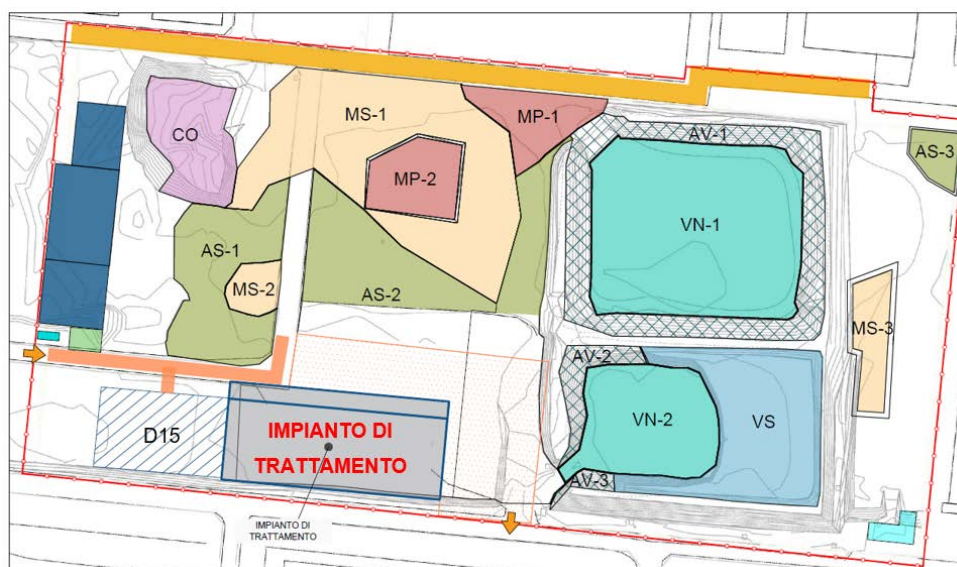 CO
MS-1
MP-1
AV-1
AS-3
MP-2
VN-1
AS-1
MS-2
AS-2
MS-3
AV-2
VN-2
VS
D15
IMPIANTO DI
TRATTAMENTO
AV-3
IMPIANTO DI
TRATTAMENTO